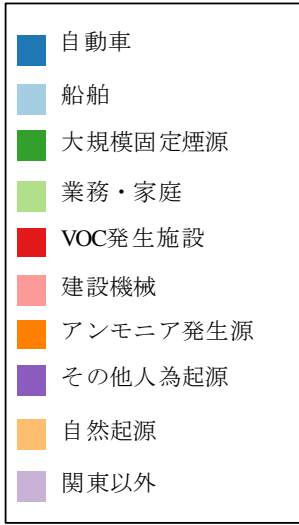 自動車
船舶
大規模固定煙源
業務・家庭
VOC発生施設
建設機械
アンモニア発生源
その他人為起源
自然起源
関東以外